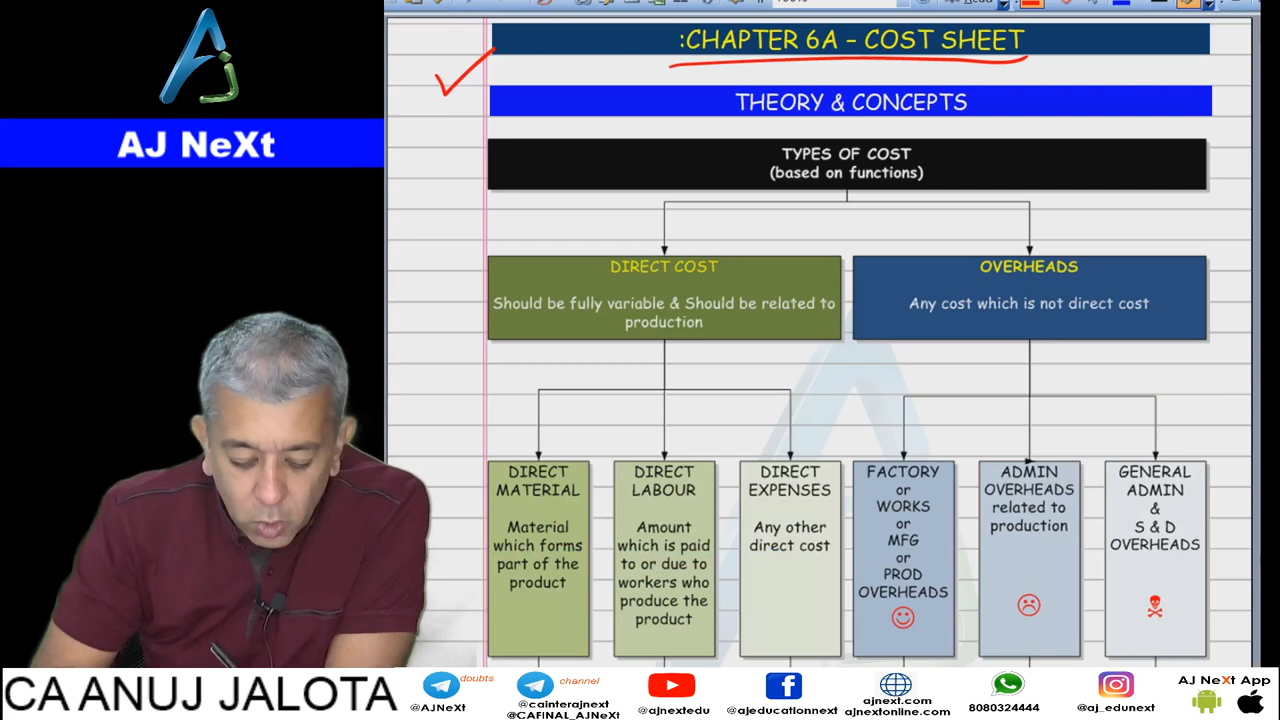 :CHAPTER 6A – COST SHEET
THEORY & CONCEPTS
AJ NeXt
TYPES OF COST
(based on functions)
DIRECT COST
Should be fully variable & Should be related to
production
OVERHEADS
Any cost which is not direct cost
DIRECT
MATERIAL
Material
which forms
part of the
product
DIRECT
LABOUR
Amount
which is paid
to or due to
workers who
produce the
product
DIRECT
EXPENSES
Any other
direct cost
FACTORY
or
WORKS
or
MFG
or
PROD
OVERHEADS
ADMIN
OVERHEADS
related to
production
GENERAL
ADMIN
&
S & D
OVERHEADS
CA ANUJ JALOTA
doubts
@AJNeXt
channel
@cainterajnext
@CAFINAL_AJNeXt
@ajnextedu
@ajeducationnext
ajnext.com
ajnextonline.com
8080324444
@aj_edunext
AJ NeXt App